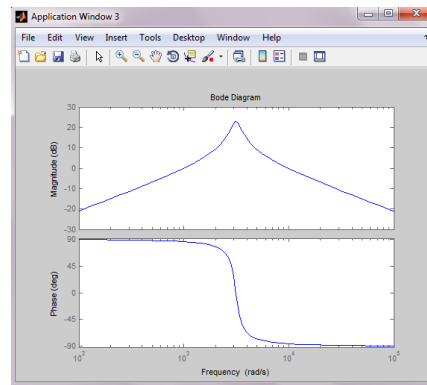 Application Window 3
File Edit View Insert Tools Desktop Window Help
Bode Diagram
Magnitude (dB)
30
20
10
0
-10
-20
-30
Phase (deg)
90
45
0
-45
-90
10^2
10^3
10^4
10^5
Frequency (rad/s)